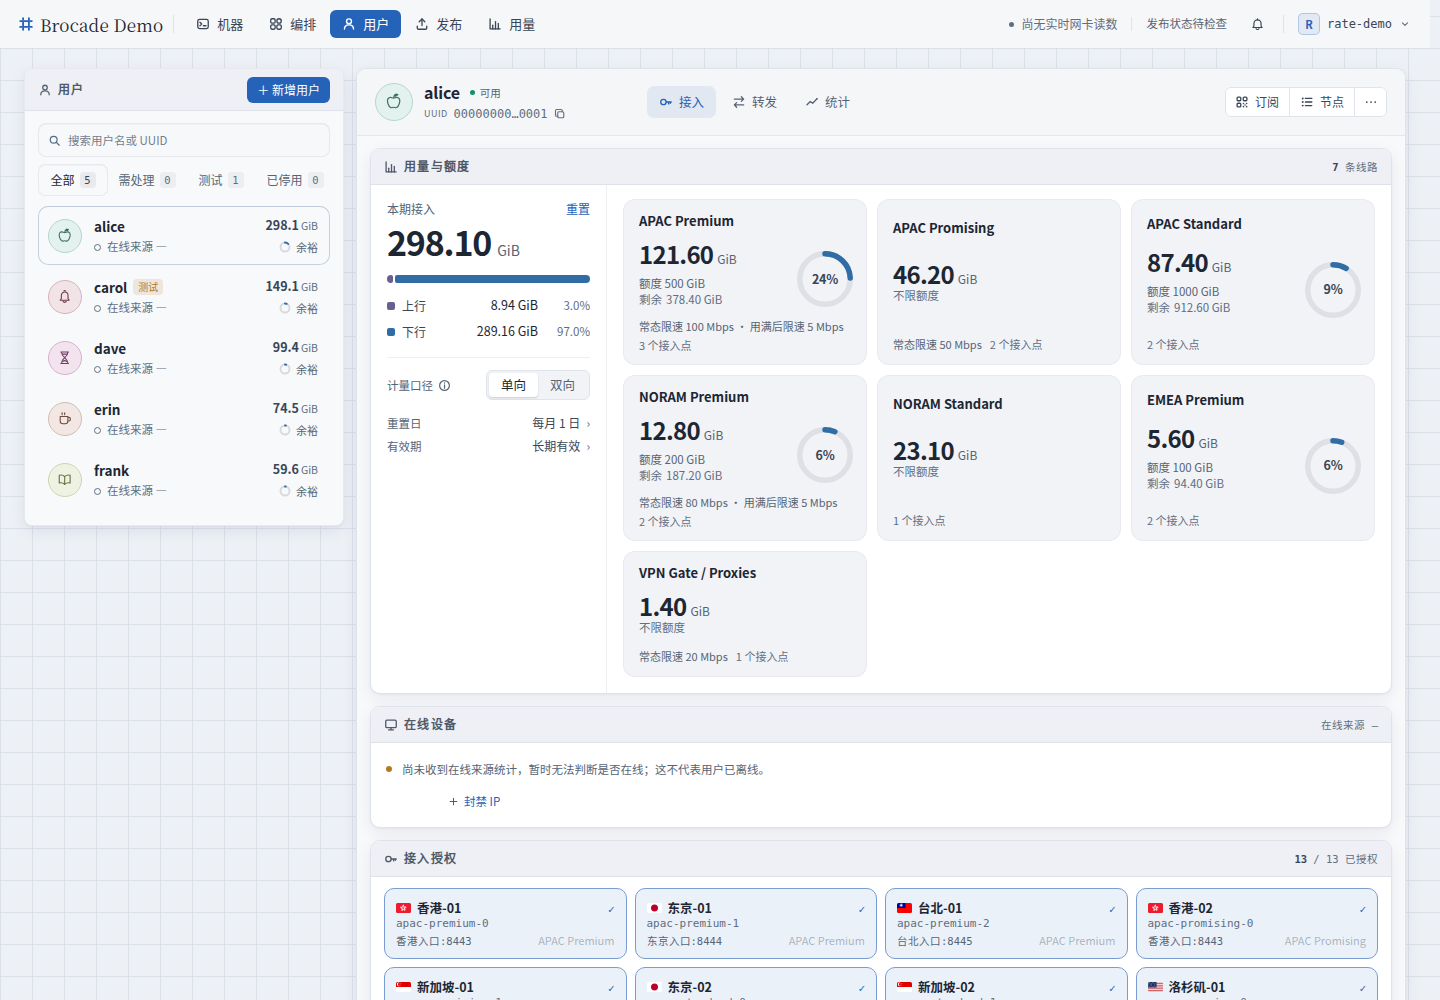 Brocade Demo
机器
编排
用户
发布
用量
尚无实时网卡读数
发布状态待检查
R
rate-demo
用户
新增用户
搜索用户名或 UUID
全部 5
需处理 0
测试 1
已停用 0
alice
298.1 GiB
在线来源 —
余裕
carol 测试
149.1 GiB
在线来源 —
余裕
dave
99.4 GiB
在线来源 —
余裕
erin
74.5 GiB
在线来源 —
余裕
frank
59.6 GiB
在线来源 —
余裕
alice
可用
UUID 00000000…0001
接入
转发
统计
订阅
节点
···
用量与额度
7 条线路
本期接入
重置
298.10 GiB
上行 8.94 GiB 3.0%
下行 289.16 GiB 97.0%
计量口径
单向
双向
重置日 每月 1 日 ›
有效期 长期有效 ›
APAC Premium
121.60 GiB
额度 500 GiB
剩余 378.40 GiB
24%
常态限速 100 Mbps · 用满后限速 5 Mbps
3 个接入点
APAC Promising
46.20 GiB
不限额度
常态限速 50 Mbps 2 个接入点
APAC Standard
87.40 GiB
额度 1000 GiB
剩余 912.60 GiB
9%
2 个接入点
NORAM Premium
12.80 GiB
额度 200 GiB
剩余 187.20 GiB
6%
常态限速 80 Mbps · 用满后限速 5 Mbps
2 个接入点
NORAM Standard
23.10 GiB
不限额度
1 个接入点
EMEA Premium
5.60 GiB
额度 100 GiB
剩余 94.40 GiB
6%
2 个接入点
VPN Gate / Proxies
1.40 GiB
不限额度
常态限速 20 Mbps 1 个接入点
在线设备
在线来源 —
尚未收到在线来源统计，暂时无法判断是否在线；这不代表用户已离线。
+ 封禁 IP
接入授权
13 / 13 已授权
香港-01 ✓
apac-premium-0
香港入口:8443 APAC Premium
东京-01 ✓
apac-premium-1
东京入口:8444 APAC Premium
台北-01 ✓
apac-premium-2
台北入口:8445 APAC Premium
香港-02 ✓
apac-promising-0
香港入口:8443 APAC Promising
新加坡-01 ✓
东京-02 ✓
新加坡-02 ✓
洛杉矶-01 ✓